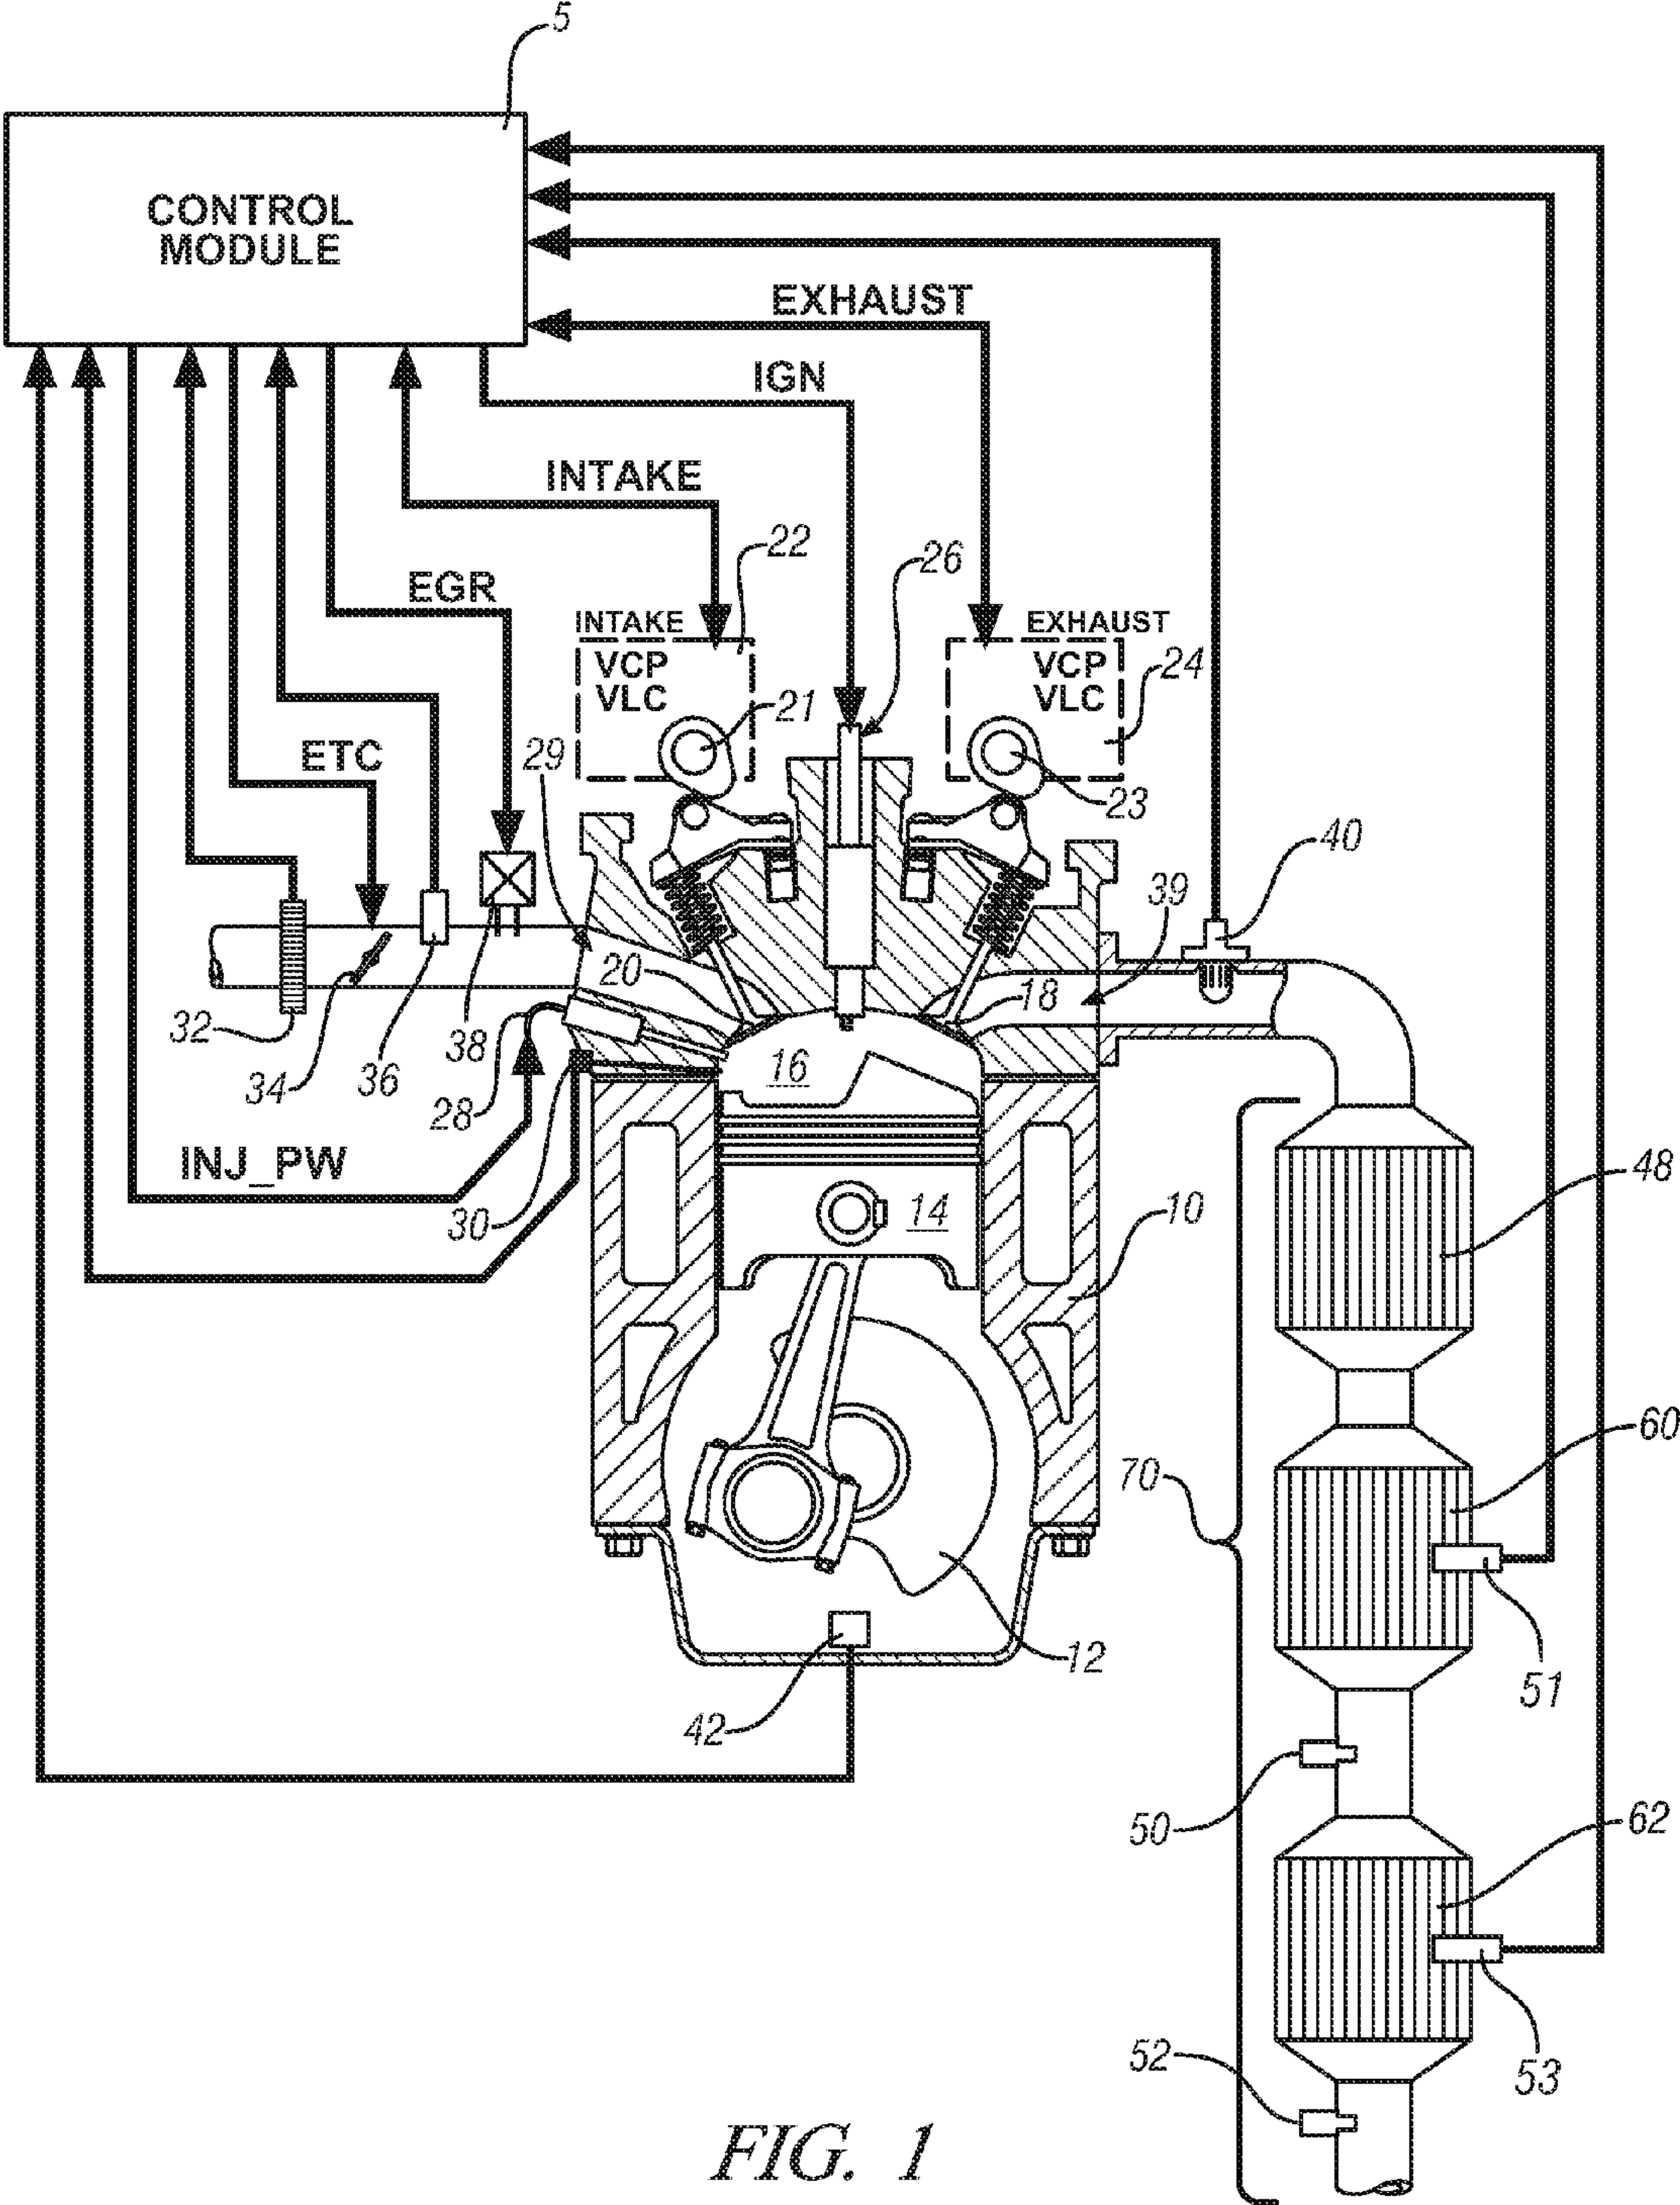 5
CONTROL
MODULE
EXHAUST
IGN
INTAKE
22
26
EGR
INTAKE
VCP
VLC
EXHAUST
VCP
VLC
24
21
29
ETC
23
40
39
20
18
32
34
36
38
28
16
INJ_PW
30
14
10
48
60
70
51
12
42
50
62
52
53
FIG. 1